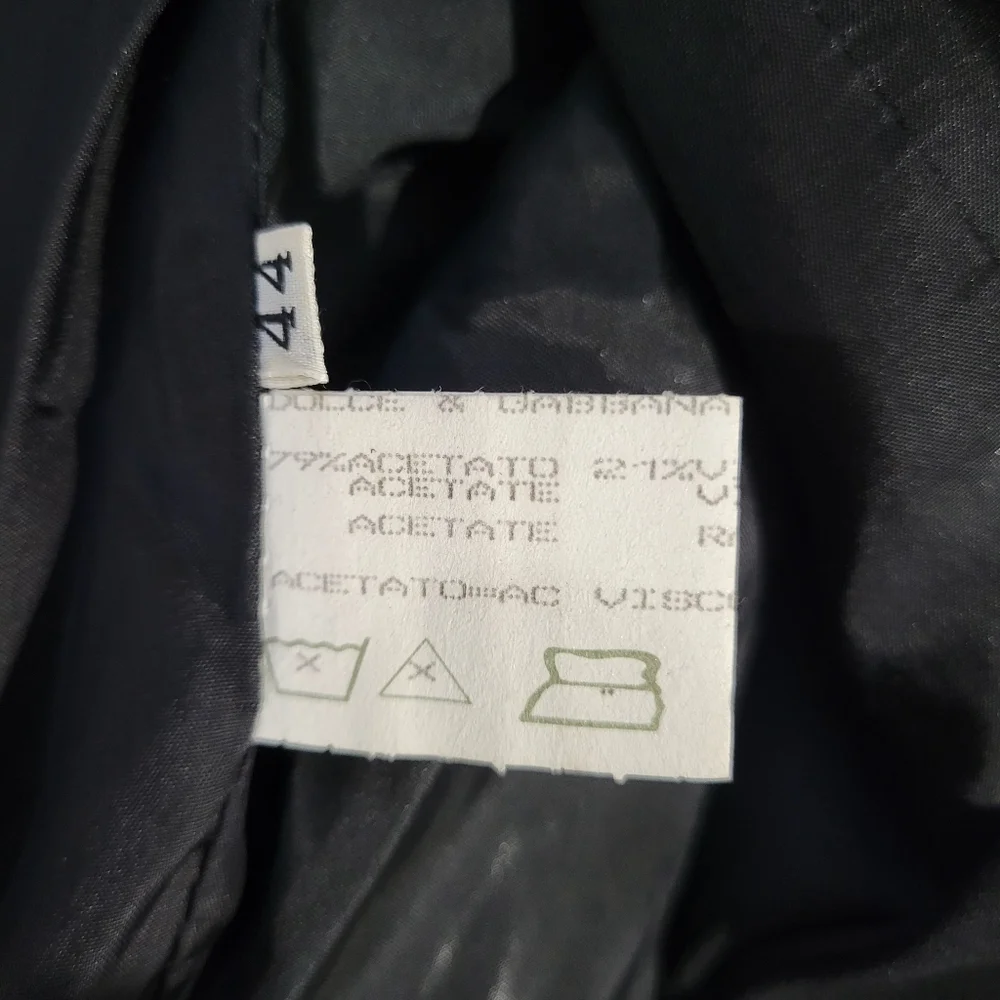 44
DOLCE & GABBANA
79%ACETATO 21%V
ACETATE V
ACETATE R
ACETATO=AC VISC